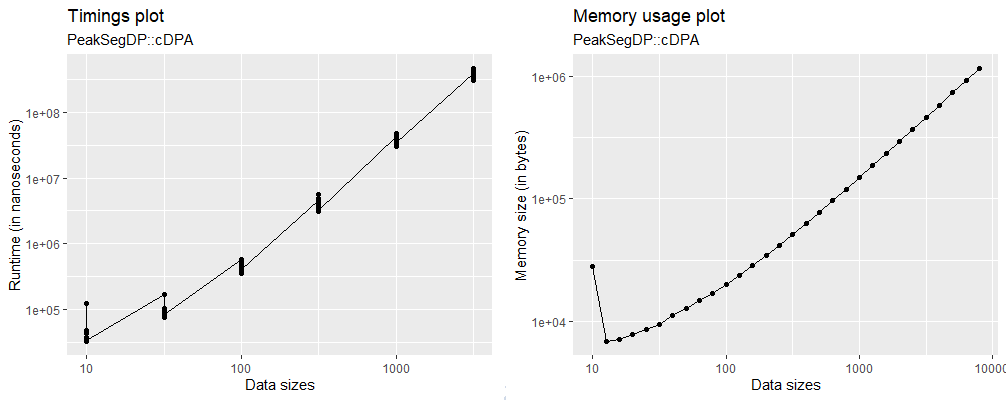 Timings plot
PeakSegDP::cDPA
Runtime (in nanoseconds)
1e+08
1e+07
1e+06
1e+05
10
100
1000
Data sizes
Memory usage plot
PeakSegDP::cDPA
Memory size (in bytes)
1e+06
1e+05
1e+04
10
100
1000
10000
Data sizes